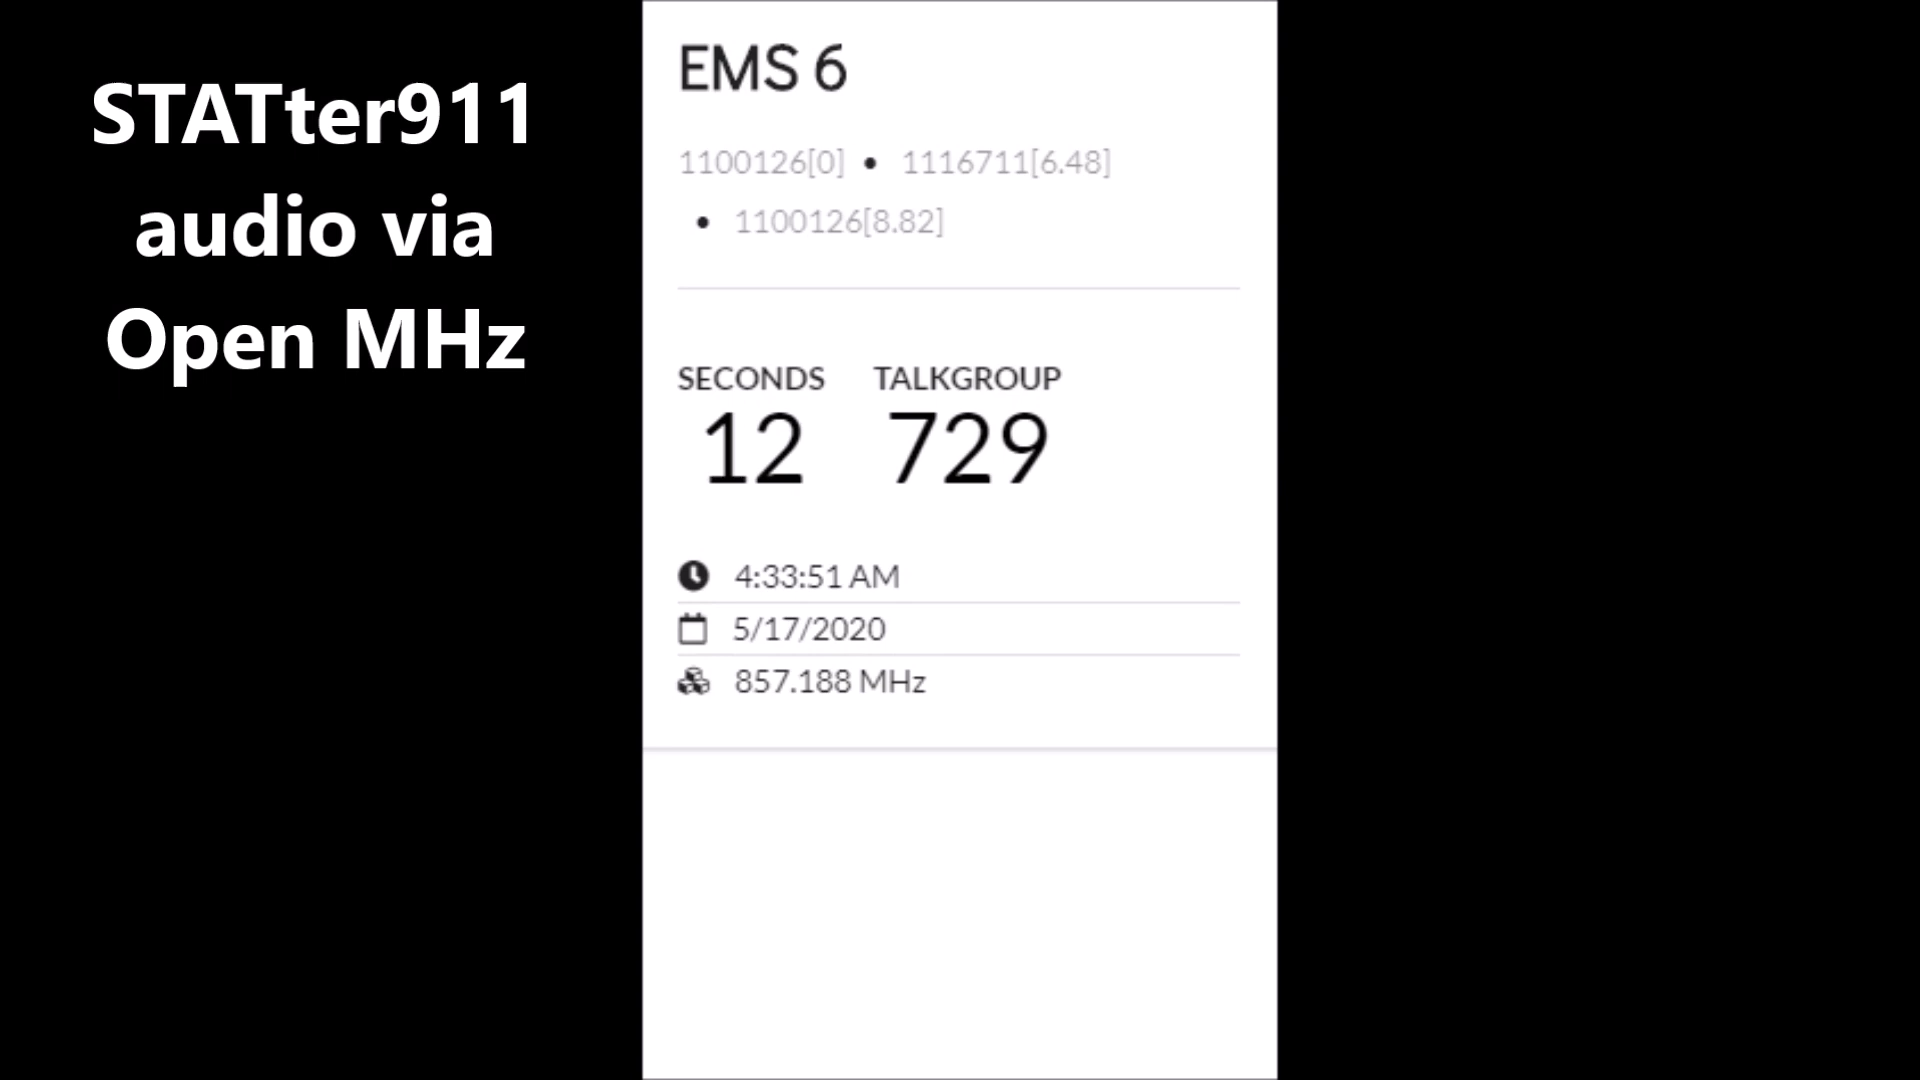 STATter911
audio via
Open MHz
EMS 6
1100126[0] • 1116711[6.48]
• 1100126[8.82]
SECONDS TALKGROUP
12 729
4:33:51 AM
5/17/2020
857.188 MHz